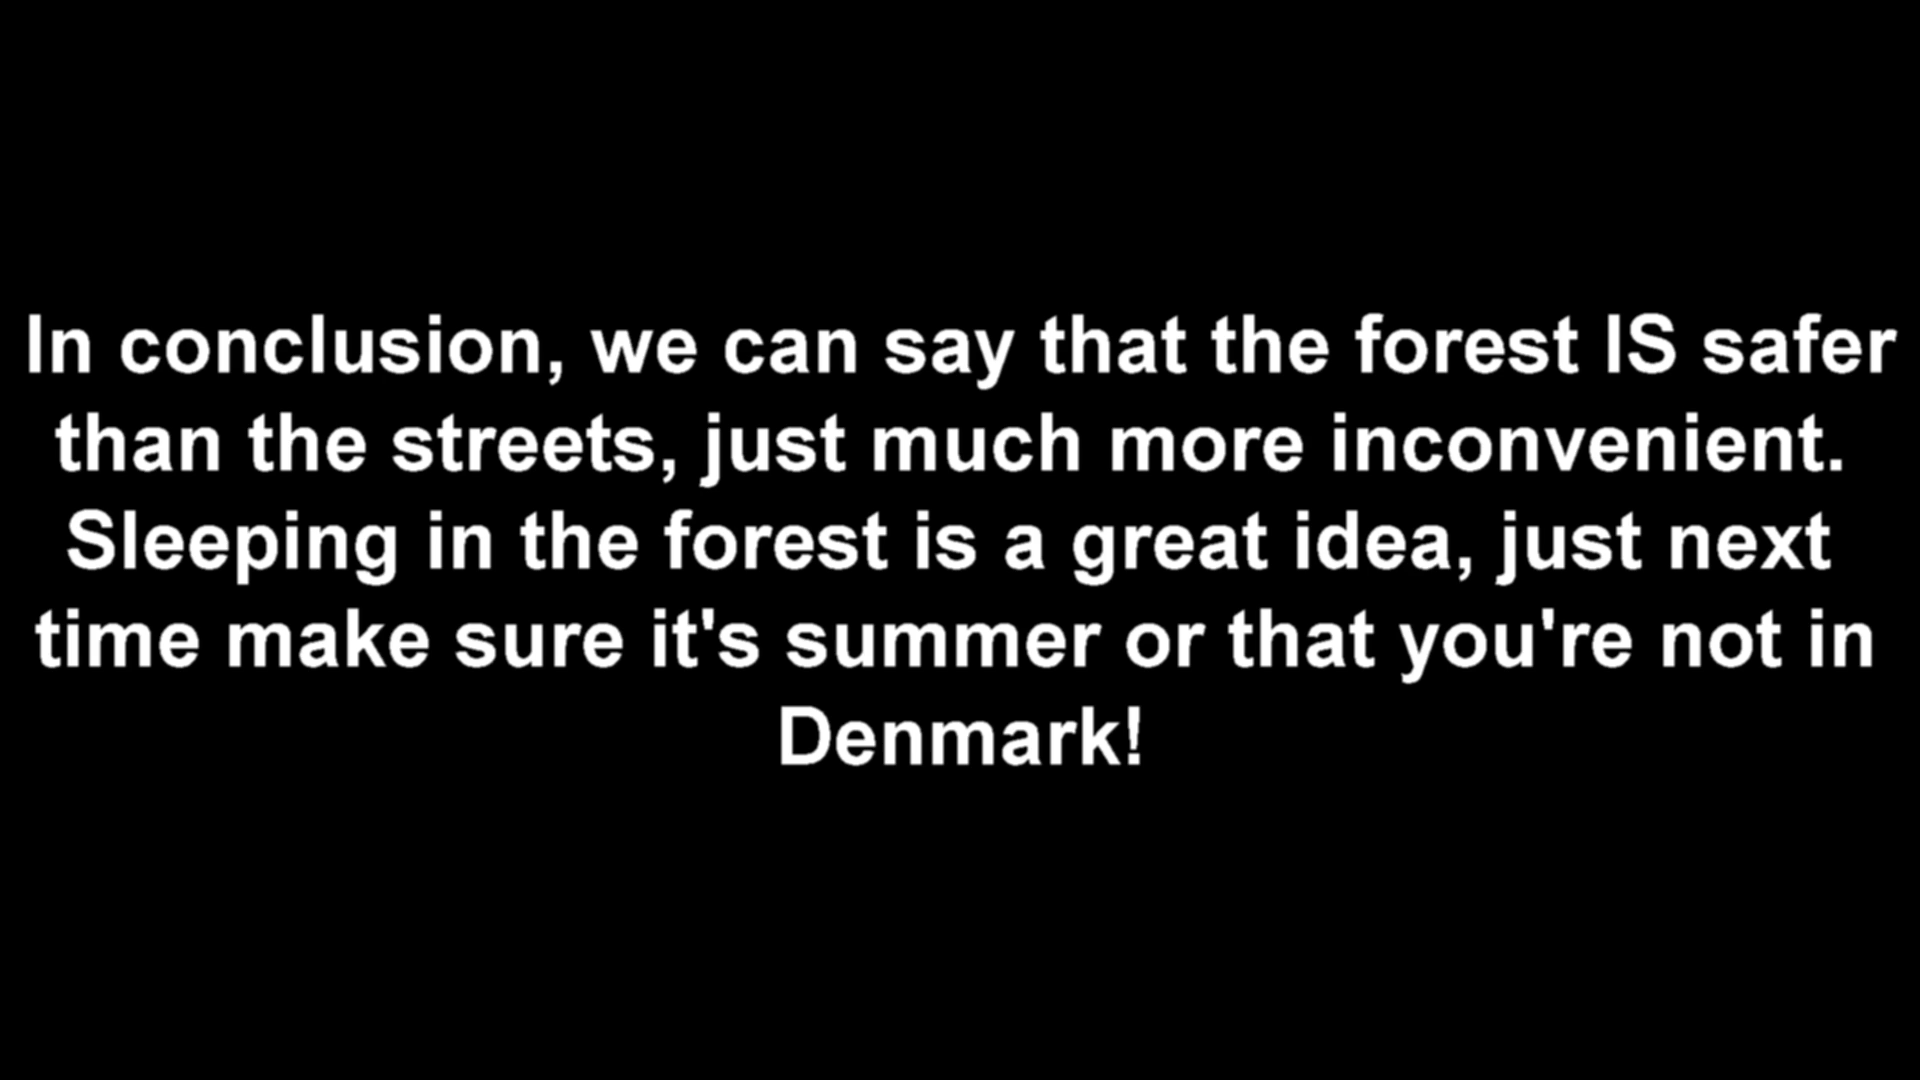 In conclusion, we can say that the forest IS safer
than the streets, just much more inconvenient.
Sleeping in the forest is a great idea, just next
time make sure it's summer or that you're not in
Denmark!